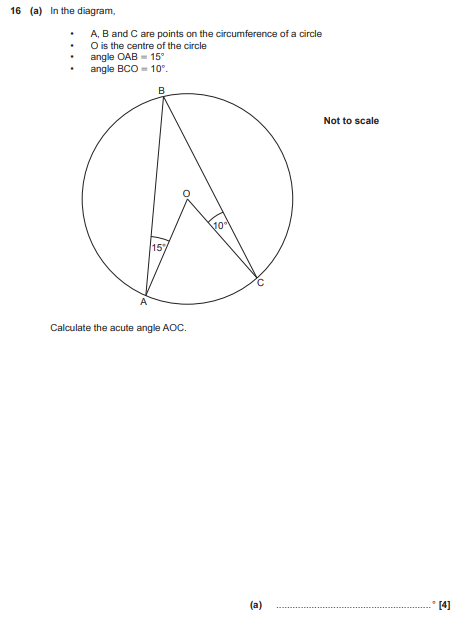 16 (a) In the diagram,
• A, B and C are points on the circumference of a circle
• O is the centre of the circle
• angle OAB = 15°
• angle BCO = 10°.
B
Not to scale
O
10°
15°
C
A
Calculate the acute angle AOC.
(a) ..................................................° [4]